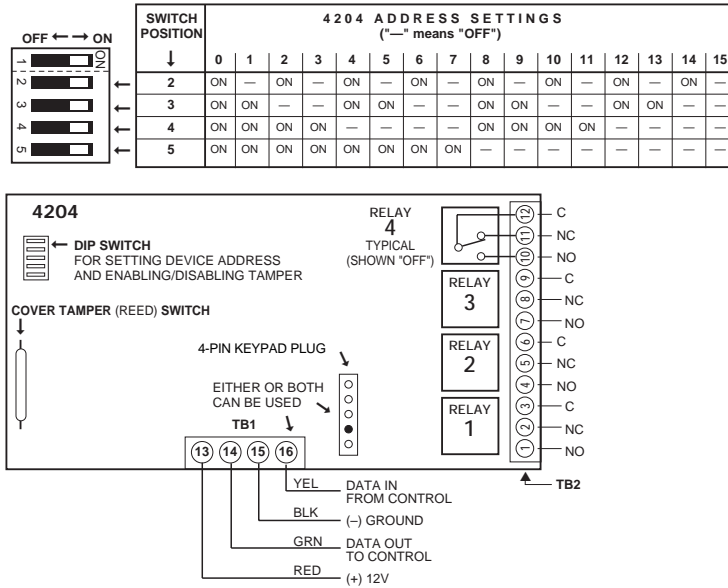 OFF ←→ ON
ON
1
2
3
4
5
SWITCH POSITION ↓ 4204 ADDRESS SETTINGS
("—" means "OFF")
0 1 2 3 4 5 6 7 8 9 10 11 12 13 14 15
2 ON — ON — ON — ON — ON — ON — ON — ON —
3 ON ON — — ON ON — — ON ON — — ON ON — —
4 ON ON ON ON — — — — ON ON ON ON — — — —
5 ON ON ON ON ON ON ON ON — — — — — — — —
4204
DIP SWITCH
FOR SETTING DEVICE ADDRESS
AND ENABLING/DISABLING TAMPER
COVER TAMPER (REED) SWITCH
4-PIN KEYPAD PLUG
EITHER OR BOTH
CAN BE USED
TB1
13 14 15 16
RELAY
4
TYPICAL
(SHOWN "OFF")
RELAY
3
RELAY
2
RELAY
1
12 C
11 NC
10 NO
9 C
8 NC
7 NO
6 C
5 NC
4 NO
3 C
2 NC
1 NO
TB2
YEL DATA IN
FROM CONTROL
BLK (–) GROUND
GRN DATA OUT
TO CONTROL
RED (+) 12V